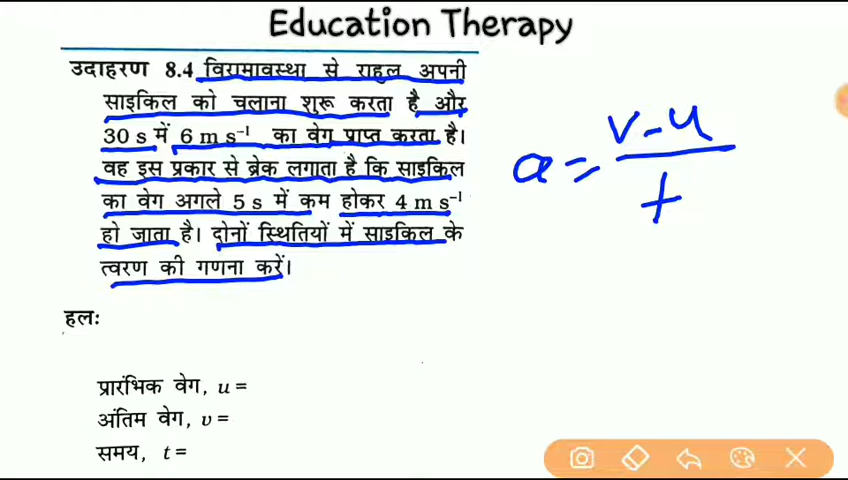 Education Therapy
उदाहरण 8.4 विरामावस्था से राहुल अपनी
साइकिल को चलाना शुरू करता है और
30 s में 6 m s⁻¹ का वेग प्राप्त करता है।
वह इस प्रकार से ब्रेक लगाता है कि साइकिल
का वेग अगले 5 s में कम होकर 4 m s⁻¹
हो जाता है। दोनों स्थितियों में साइकिल के
त्वरण की गणना करें।
a = v-u
t
हलः
प्रारंभिक वेग, u =
अंतिम वेग, v =
समय, t =